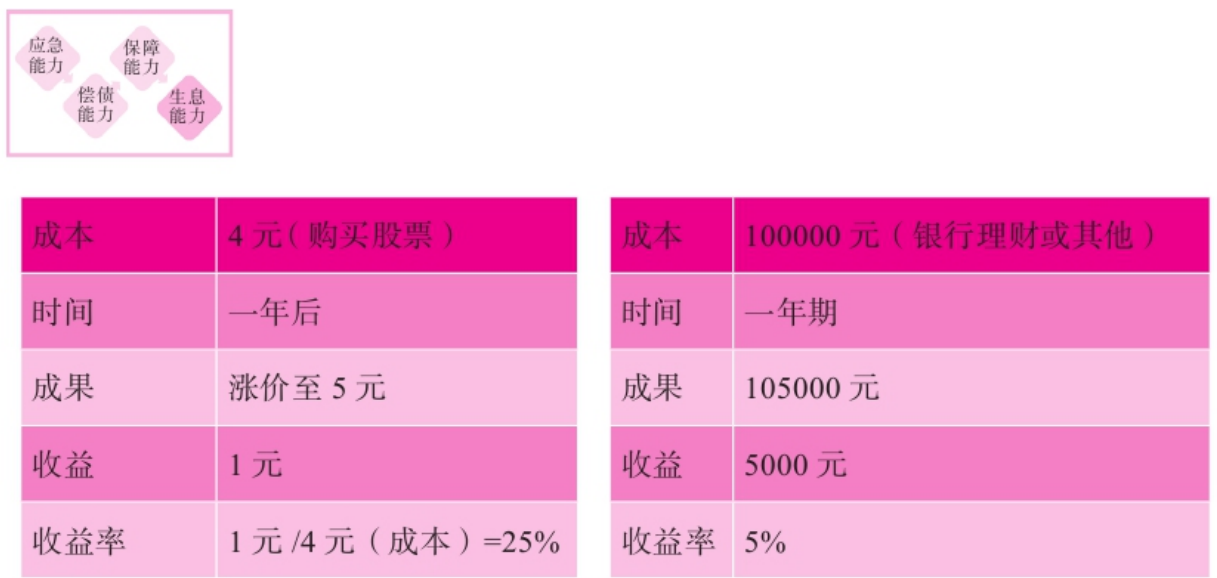 应急
能力
保障
能力
偿债
能力
生息
能力
成本 4 元（购买股票）
时间 一年后
成果 涨价至 5 元
收益 1 元
收益率 1 元 /4 元（成本）=25%
成本 100000 元（银行理财或其他）
时间 一年期
成果 105000 元
收益 5000 元
收益率 5%